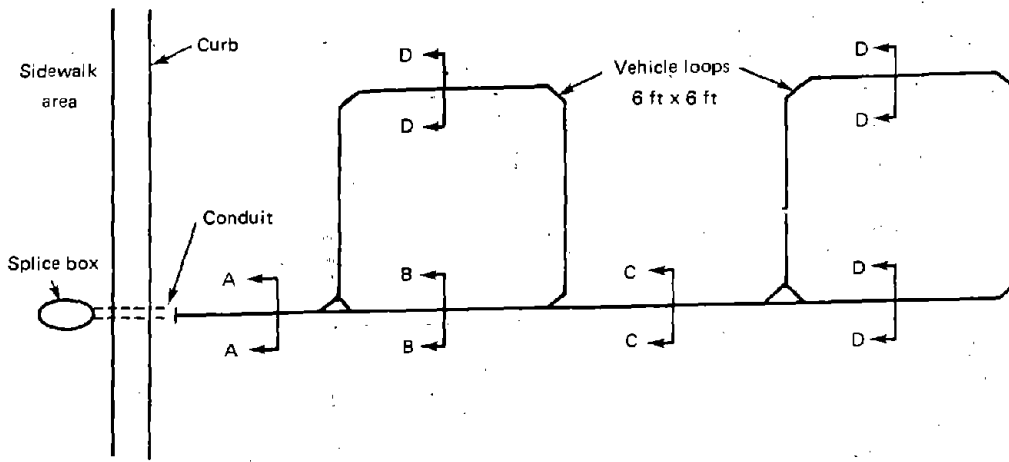 Sidewalk
area
Curb
D
D
Vehicle loops
6 ft x 6 ft
D
D
Conduit
Splice box
A
A
B
B
C
C
D
D